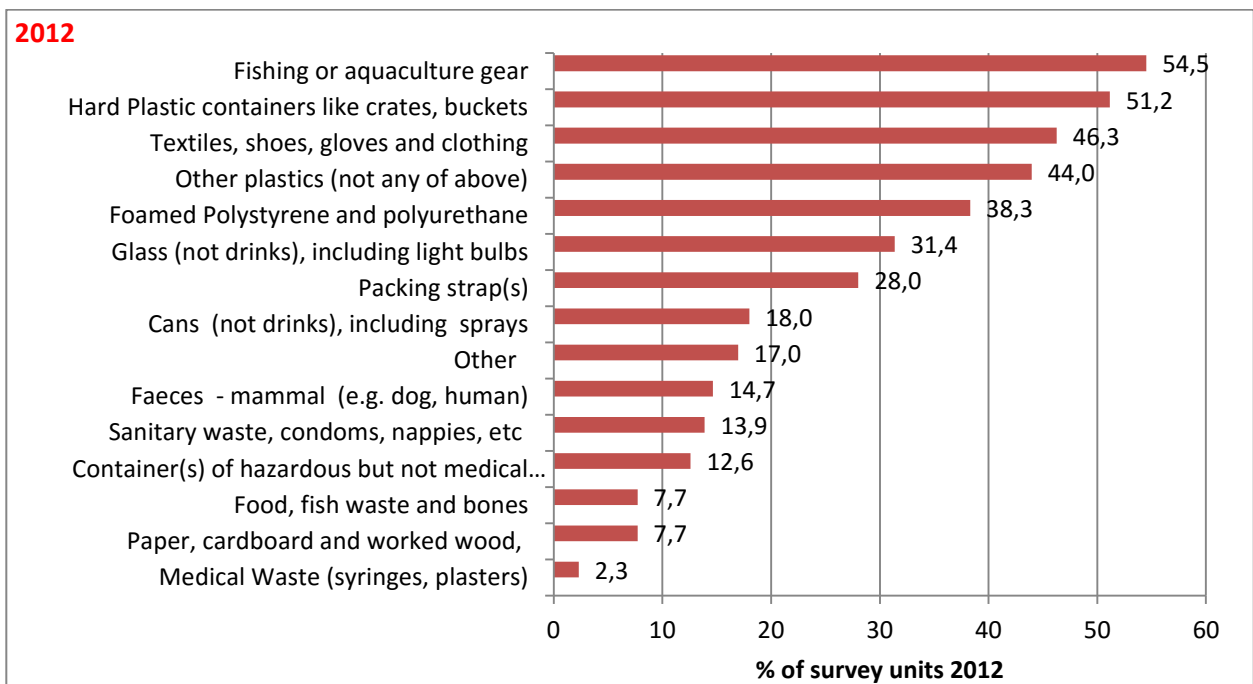 2012
Fishing or aquaculture gear 54,5
Hard Plastic containers like crates, buckets 51,2
Textiles, shoes, gloves and clothing 46,3
Other plastics (not any of above) 44,0
Foamed Polystyrene and polyurethane 38,3
Glass (not drinks), including light bulbs 31,4
Packing strap(s) 28,0
Cans (not drinks), including sprays 18,0
Other 17,0
Faeces - mammal (e.g. dog, human) 14,7
Sanitary waste, condoms, nappies, etc 13,9
Container(s) of hazardous but not medical... 12,6
Food, fish waste and bones 7,7
Paper, cardboard and worked wood, 7,7
Medical Waste (syringes, plasters) 2,3
0 10 20 30 40 50 60
% of survey units 2012